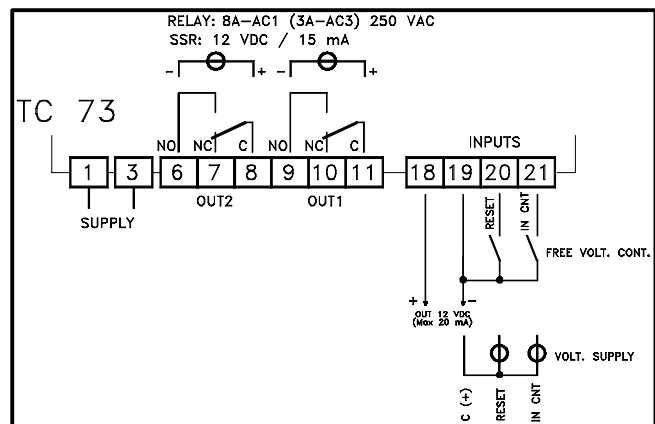 RELAY: 8A-AC1 (3A-AC3) 250 VAC
SSR: 12 VDC / 15 mA
- + - +
TC 73
NO NC C NO NC C
INPUTS
1 3 6 7 8 9 10 11 18 19 20 21
SUPPLY
OUT2 OUT1
RESET
IN CNT
FREE VOLT. CONT.
+ -
OUT 12 VDC
(Max 20 mA)
VOLT. SUPPLY
C (+)
RESET
IN CNT